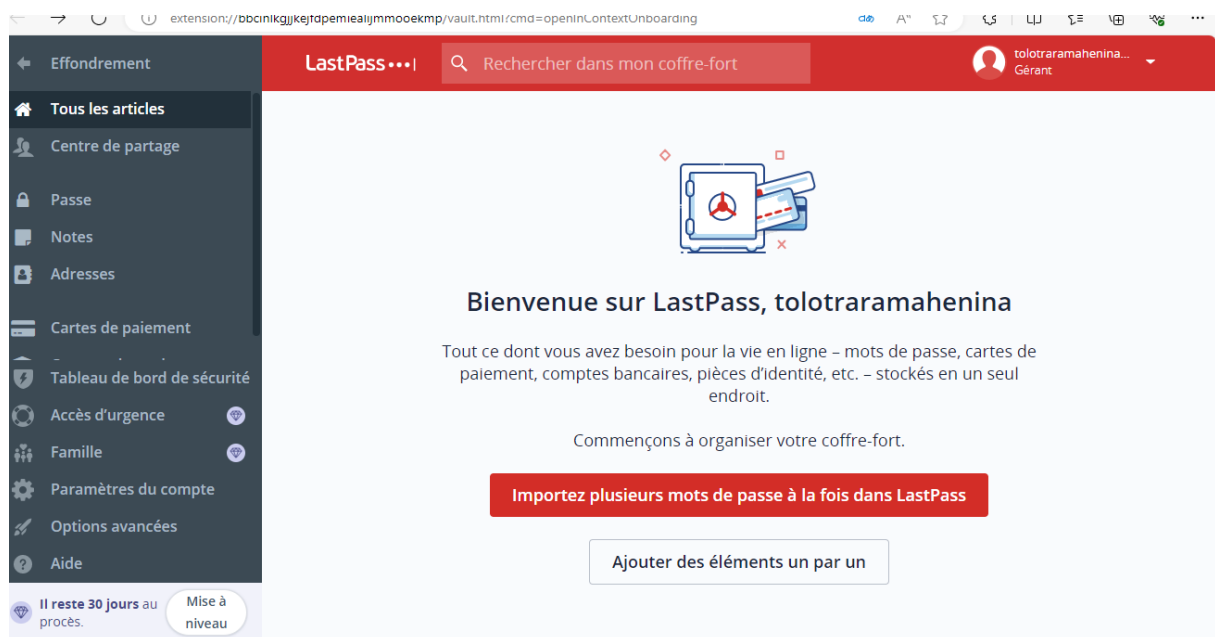 extension://bbcinlkgjjkejfdpemiealijmmooekmp/vault.html?cmd=openInContextOnboarding
Effondrement
LastPass
Rechercher dans mon coffre-fort
tolotraramahenina...
Gérant
Tous les articles
Centre de partage
Passe
Notes
Adresses
Cartes de paiement
Tableau de bord de sécurité
Accès d’urgence
Famille
Paramètres du compte
Options avancées
Aide
Il reste 30 jours au
procès.
Mise à
niveau
Bienvenue sur LastPass, tolotraramahenina
Tout ce dont vous avez besoin pour la vie en ligne – mots de passe, cartes de
paiement, comptes bancaires, pièces d’identité, etc. – stockés en un seul
endroit.
Commençons à organiser votre coffre-fort.
Importez plusieurs mots de passe à la fois dans LastPass
Ajouter des éléments un par un